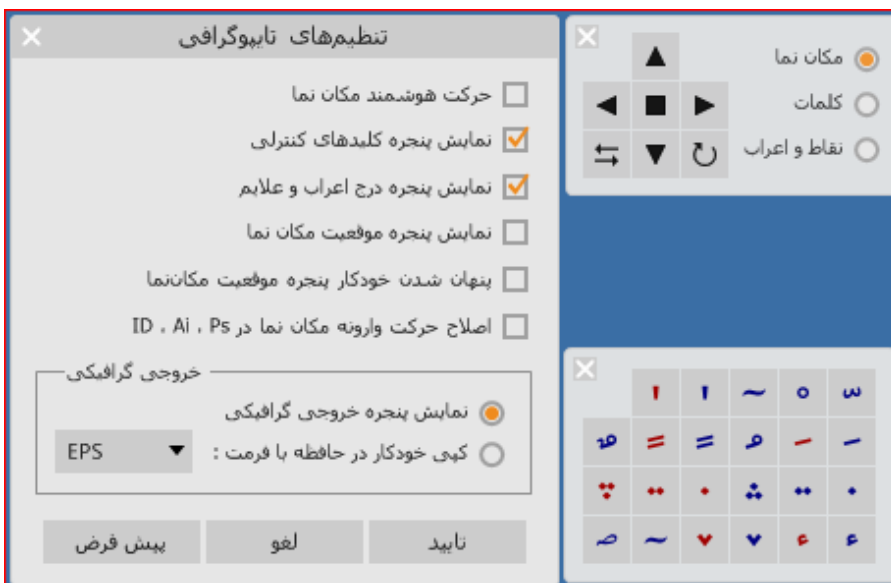 تنظیم‌های تایپوگرافی
حرکت هوشمند مکان نما
نمایش پنجره کلیدهای کنترلی
نمایش پنجره درج اعراب و علایم
نمایش پنجره موقعیت مکان نما
پنهان شدن خودکار پنجره موقعیت مکان‌نما
اصلاح حرکت وارونه مکان نما در ID ، Ai ، Ps
خروجی گرافیکی
نمایش پنجره خروجی گرافیکی
کپی خودکار در حافظه با فرمت :
EPS
تایید
لغو
پیش فرض
مکان نما
کلمات
نقاط و اعراب